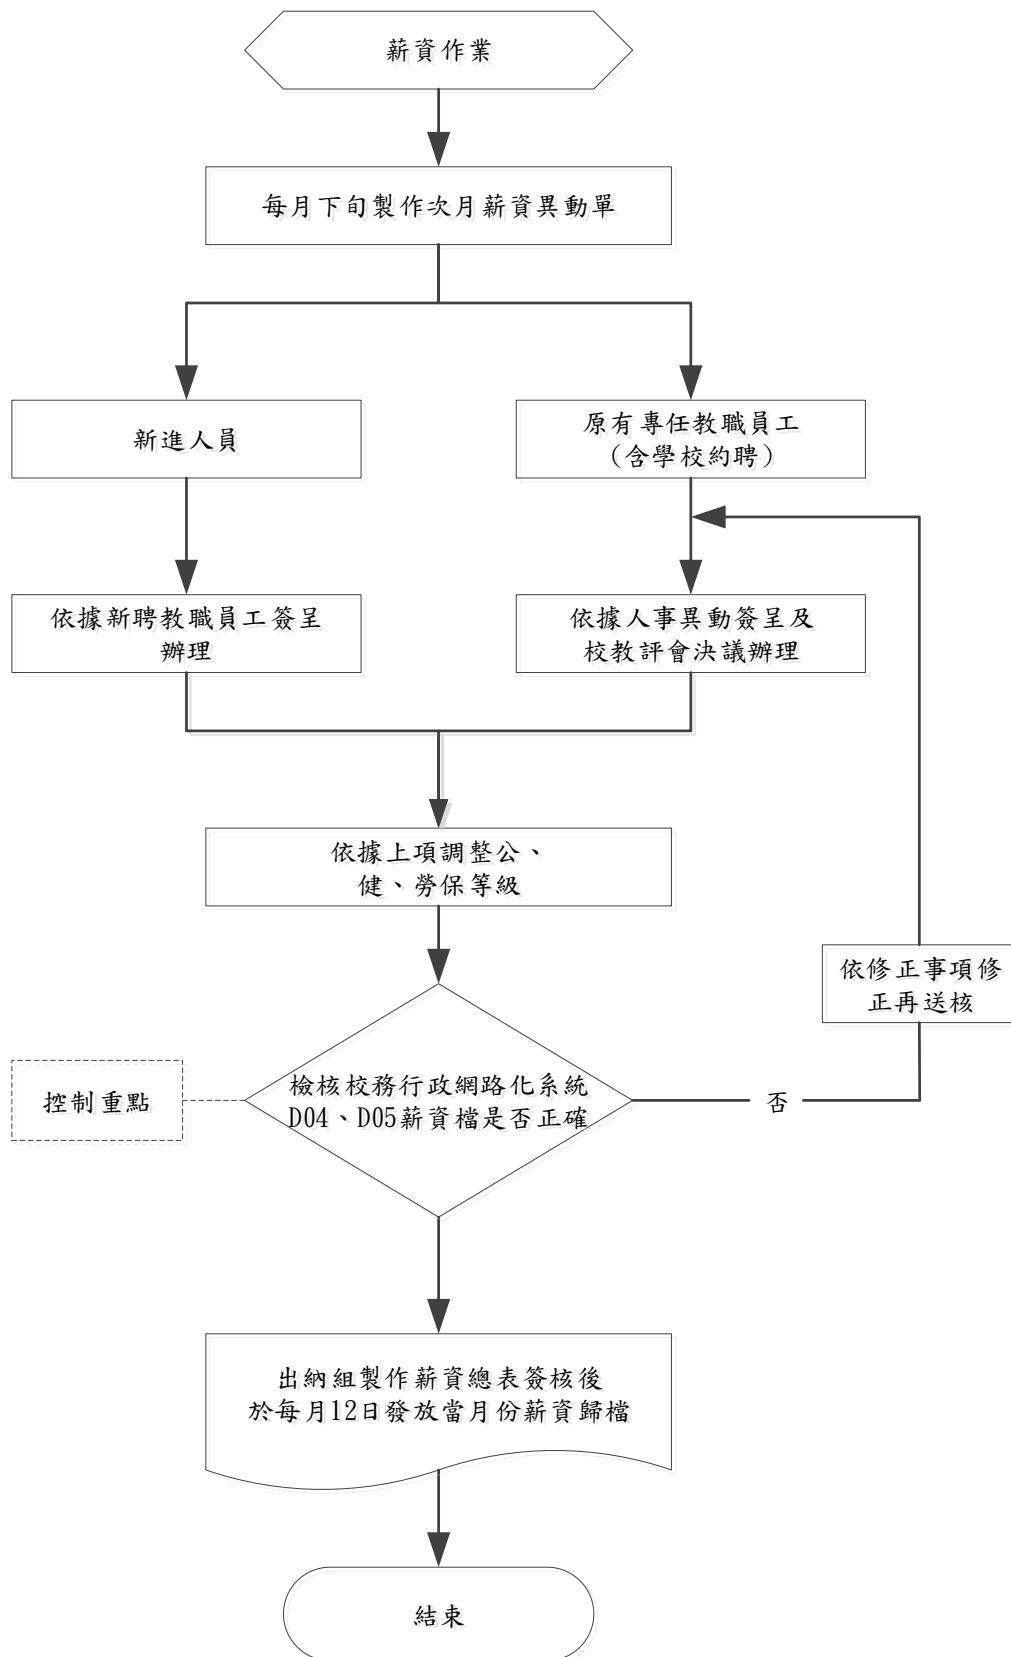 薪資作業
每月下旬製作次月薪資異動單
新進人員
原有專任教職員工
（含學校約聘）
依據新聘教職員工簽呈
辦理
依據人事異動簽呈及
校教評會決議辦理
依據上項調整公、
健、勞保等級
依修正事項修
正再送核
控制重點
檢核校務行政網路化系統
D04、D05薪資檔是否正確
否
出納組製作薪資總表簽核後
於每月12日發放當月份薪資歸檔
結束